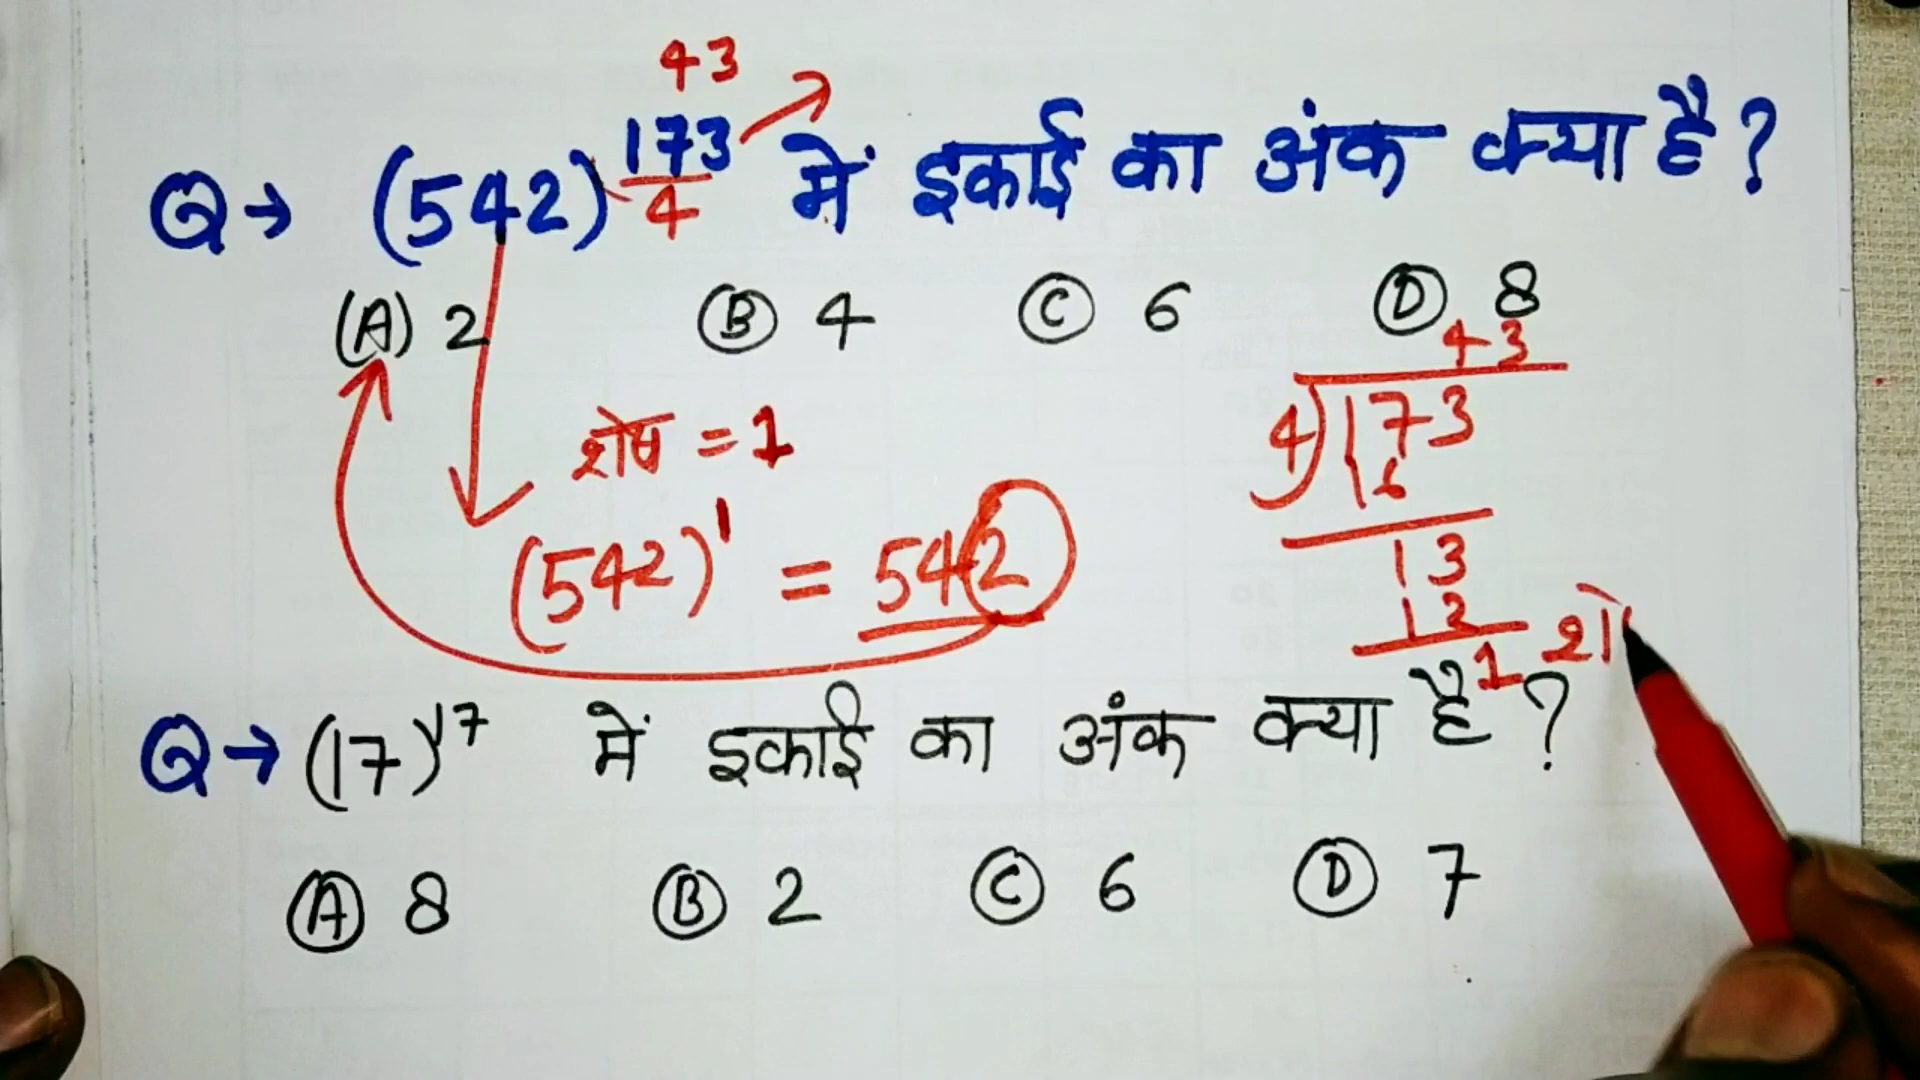 43
Q→ (542)^173/4 में इकाई का अंक क्या है?
(A) 2 (B) 4 (C) 6 (D) 8
43
4)173
16
13
12
1
शेष = 1
(542)^1 = 542
Q→ (17)^17 में इकाई का अंक क्या है?
(A) 8 (B) 2 (C) 6 (D) 7